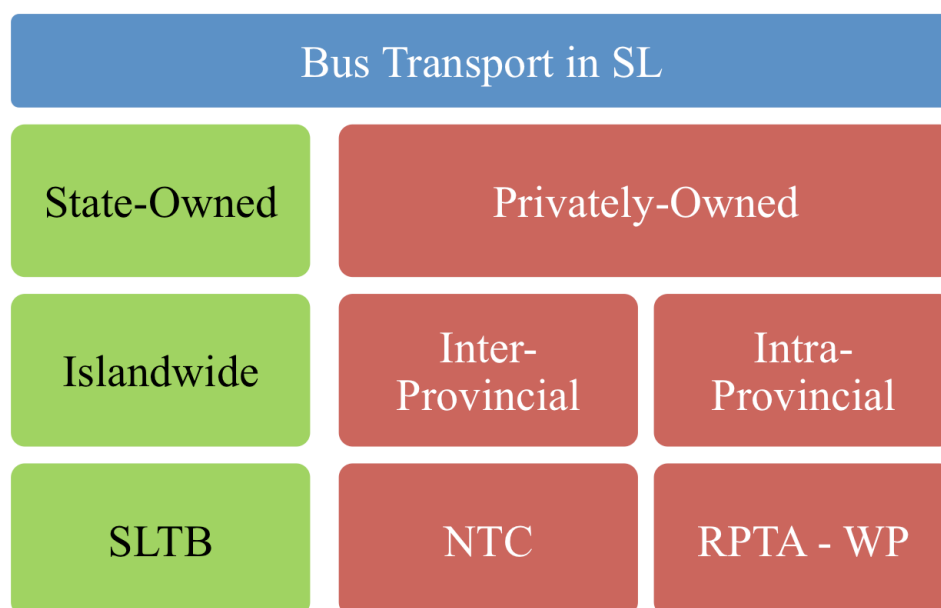 Bus Transport in SL
State-Owned
Privately-Owned
Islandwide
Inter-
Provincial
Intra-
Provincial
SLTB
NTC
RPTA - WP